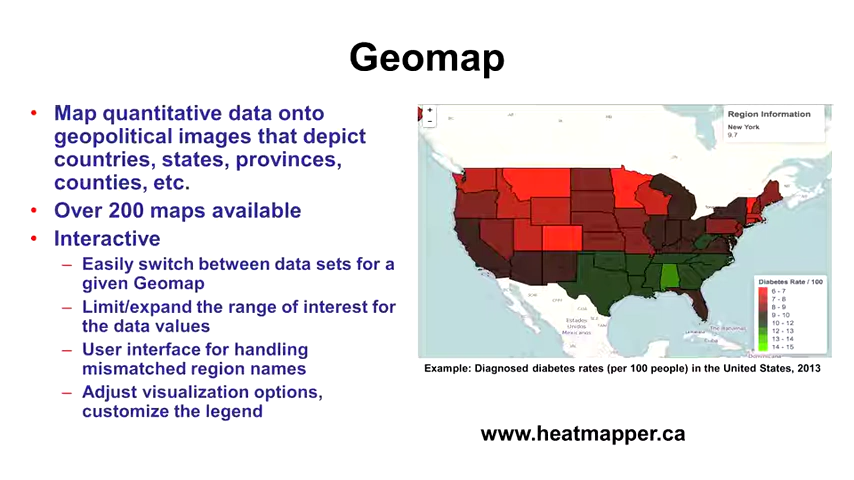 Geomap
• Map quantitative data onto
geopolitical images that depict
countries, states, provinces,
counties, etc.
• Over 200 maps available
• Interactive
– Easily switch between data sets for a
given Geomap
– Limit/expand the range of interest for
the data values
– User interface for handling
mismatched region names
– Adjust visualization options,
customize the legend
+
-
Region Information
New York
9.7
Estados
Unidos
Mexicanos
The Bahamas
Cuba
Diabetes Rate / 100
6 - 7
7 - 8
8 - 9
9 - 10
10 - 12
12 - 13
13 - 14
14 - 15
Example: Diagnosed diabetes rates (per 100 people) in the United States, 2013
www.heatmapper.ca